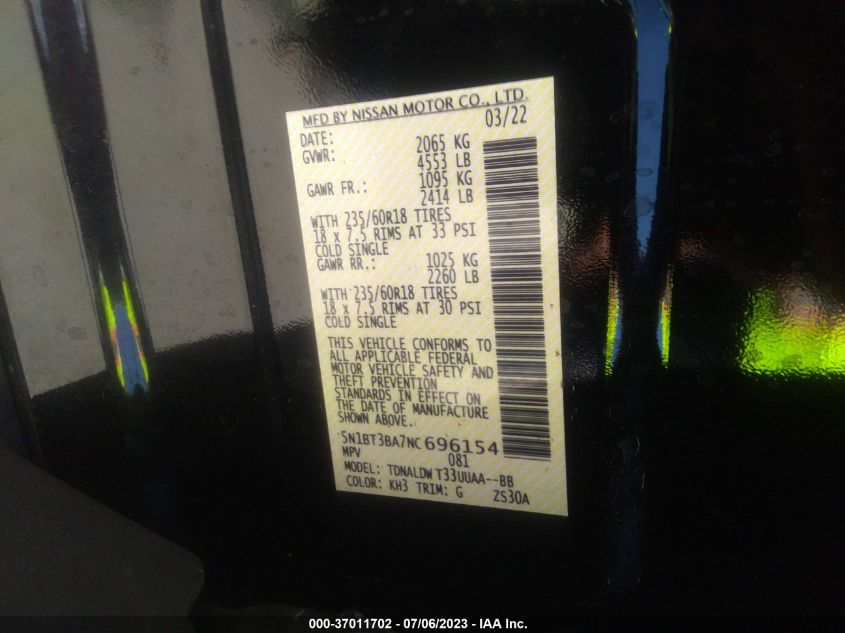 MFD BY NISSAN MOTOR CO., LTD.
DATE: 03/22
GVWR: 2065 KG
4553 LB
GAWR FR.: 1095 KG
2414 LB
WITH 235/60R18 TIRES
18 x 7.5 RIMS AT 33 PSI
COLD SINGLE
GAWR RR.: 1025 KG
2260 LB
WITH 235/60R18 TIRES
18 x 7.5 RIMS AT 30 PSI
COLD SINGLE
THIS VEHICLE CONFORMS TO
ALL APPLICABLE FEDERAL
MOTOR VEHICLE SAFETY AND
THEFT PREVENTION
STANDARDS IN EFFECT ON
THE DATE OF MANUFACTURE
SHOWN ABOVE.
5N1BT3BA7NC696154
MPV 081
MODEL: TDNALDW T33UUAA--BB
COLOR: KH3 TRIM: G ZS30A
000-37011702 - 07/06/2023 - IAA Inc.